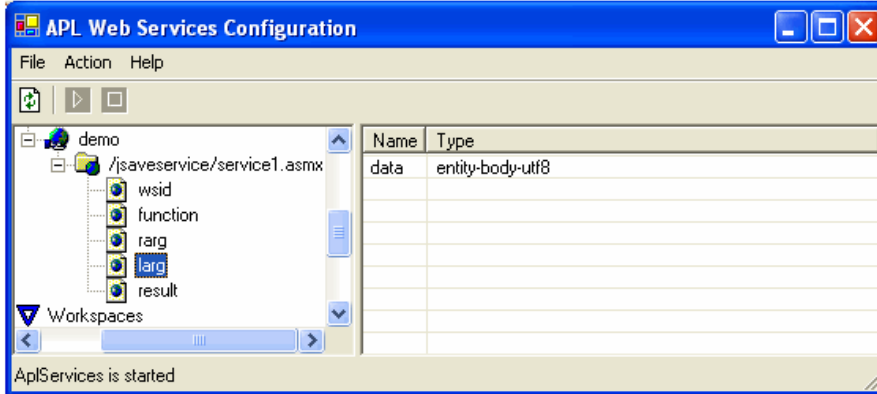 APL Web Services Configuration
File Action Help
demo
/jsaveservice/service1.asmx
wsid
function
rarg
larg
result
Workspaces
Name Type
data entity-body-utf8
AplServices is started